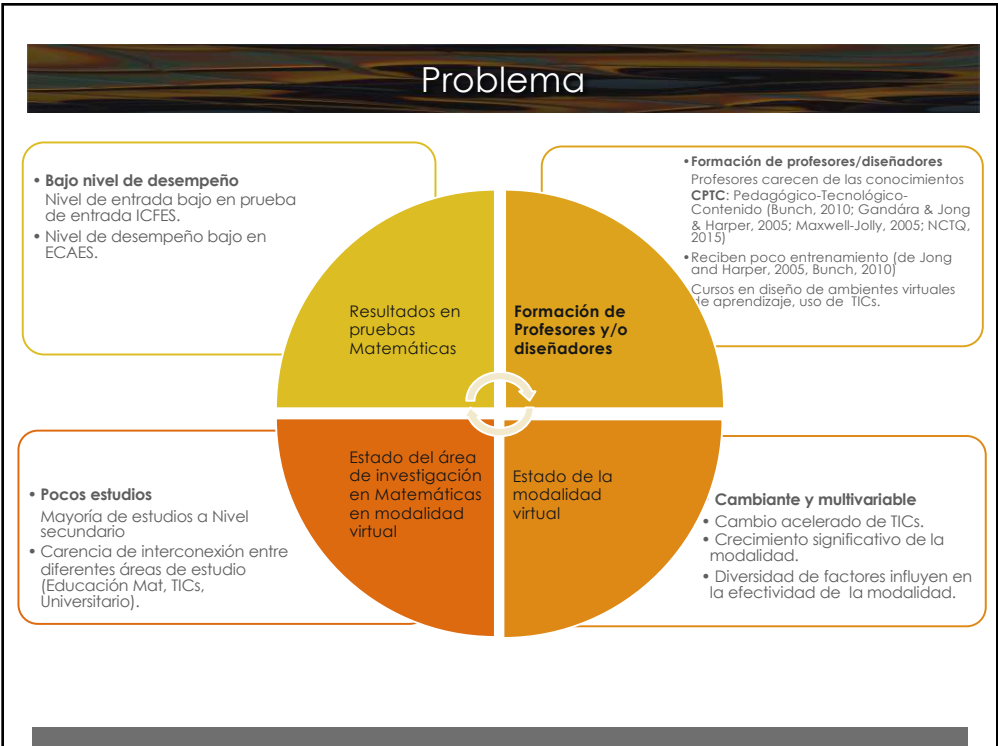 Problema
• Bajo nivel de desempeño
Nivel de entrada bajo en prueba
de entrada ICFES.
• Nivel de desempeño bajo en
ECAES.
• Formación de profesores/diseñadores
Profesores carecen de las conocimientos
CPTC: Pedagógico-Tecnológico-
Contenido (Bunch, 2010; Gandára & Jong
& Harper, 2005; Maxwell-Jolly, 2005; NCTQ,
2015)
• Reciben poco entrenamiento (de Jong
and Harper, 2005, Bunch, 2010)
Cursos en diseño de ambientes virtuales
de aprendizaje, uso de TICs.
Resultados en
pruebas
Matemáticas
Formación de
Profesores y/o
diseñadores
Estado del área
de investigación
en Matemáticas
en modalidad
virtual
Estado de la
modalidad
virtual
• Pocos estudios
Mayoría de estudios a Nivel
secundario
• Carencia de interconexión entre
diferentes áreas de estudio
(Educación Mat, TICs,
Universitario).
Cambiante y multivariable
• Cambio acelerado de TICs.
• Crecimiento significativo de la
modalidad.
• Diversidad de factores influyen en
la efectividad de la modalidad.